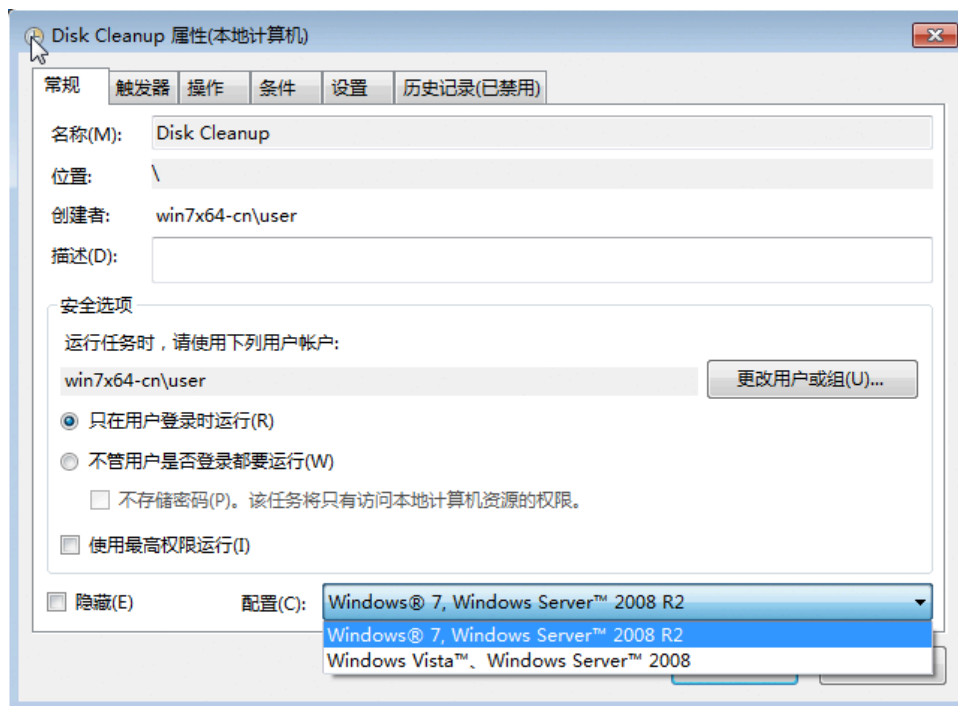 Disk Cleanup 属性(本地计算机)
常规 触发器 操作 条件 设置 历史记录(已禁用)
名称(M): Disk Cleanup
位置: \
创建者: win7x64-cn\user
描述(D):
安全选项
运行任务时，请使用下列用户帐户:
win7x64-cn\user 更改用户或组(U)...
只在用户登录时运行(R)
不管用户是否登录都要运行(W)
不存储密码(P)。该任务将只有访问本地计算机资源的权限。
使用最高权限运行(I)
隐藏(E) 配置(C): Windows® 7, Windows Server™ 2008 R2
Windows® 7, Windows Server™ 2008 R2
Windows Vista™、Windows Server™ 2008